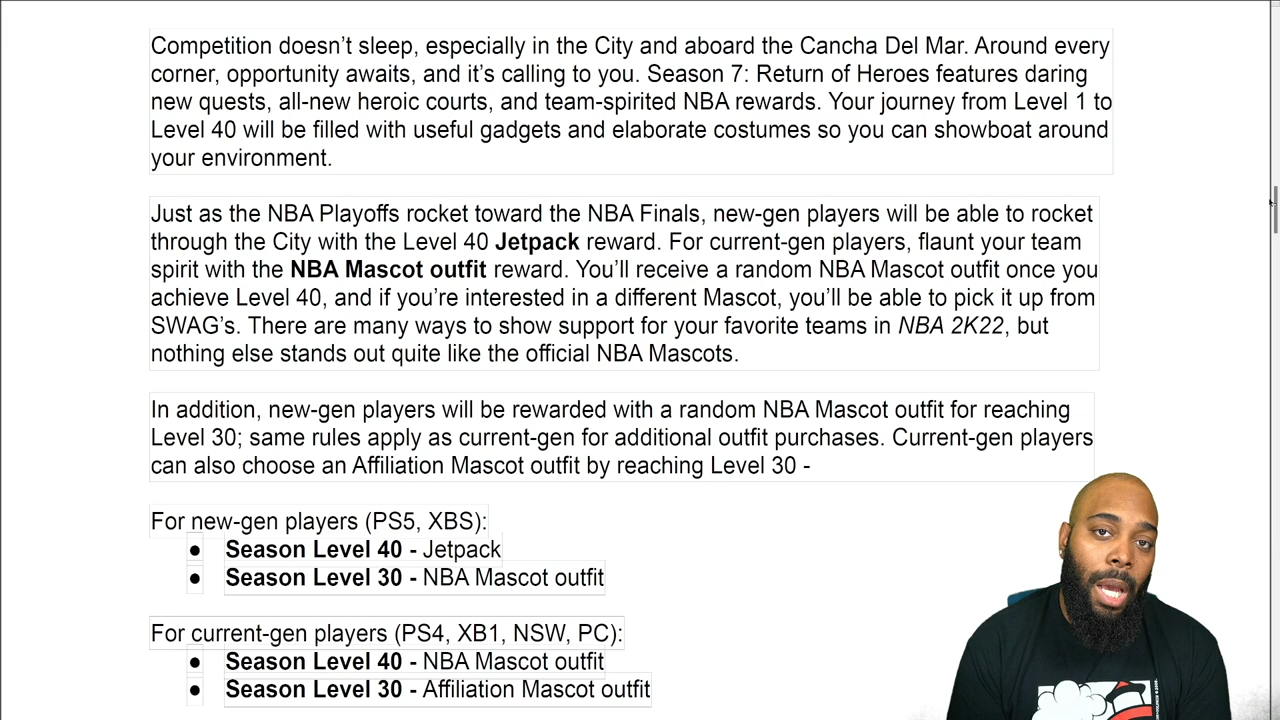 Competition doesn’t sleep, especially in the City and aboard the Cancha Del Mar. Around every
corner, opportunity awaits, and it’s calling to you. Season 7: Return of Heroes features daring
new quests, all-new heroic courts, and team-spirited NBA rewards. Your journey from Level 1 to
Level 40 will be filled with useful gadgets and elaborate costumes so you can showboat around
your environment.
Just as the NBA Playoffs rocket toward the NBA Finals, new-gen players will be able to rocket
through the City with the Level 40 Jetpack reward. For current-gen players, flaunt your team
spirit with the NBA Mascot outfit reward. You’ll receive a random NBA Mascot outfit once you
achieve Level 40, and if you’re interested in a different Mascot, you’ll be able to pick it up from
SWAG’s. There are many ways to show support for your favorite teams in NBA 2K22, but
nothing else stands out quite like the official NBA Mascots.
In addition, new-gen players will be rewarded with a random NBA Mascot outfit for reaching
Level 30; same rules apply as current-gen for additional outfit purchases. Current-gen players
can also choose an Affiliation Mascot outfit by reaching Level 30 -
For new-gen players (PS5, XBS):
● Season Level 40 - Jetpack
● Season Level 30 - NBA Mascot outfit
For current-gen players (PS4, XB1, NSW, PC):
● Season Level 40 - NBA Mascot outfit
● Season Level 30 - Affiliation Mascot outfit